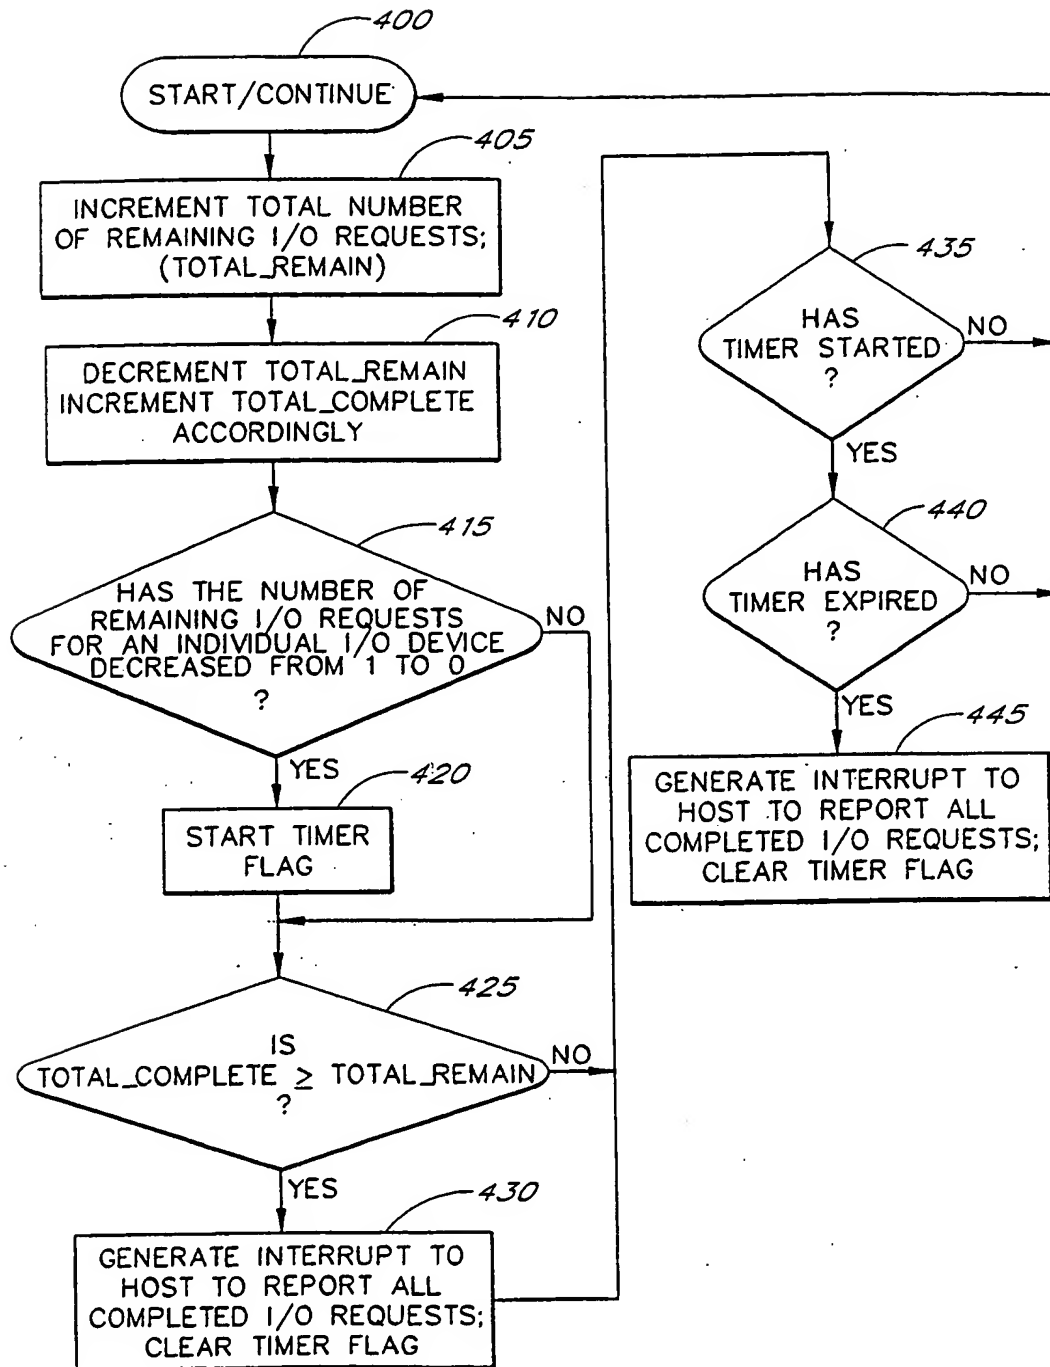 400
START/CONTINUE
405
INCREMENT TOTAL NUMBER
OF REMAINING I/O REQUESTS;
(TOTAL_REMAIN)
410
DECREMENT TOTAL_REMAIN
INCREMENT TOTAL_COMPLETE
ACCORDINGLY
415
HAS THE NUMBER OF
REMAINING I/O REQUESTS
FOR AN INDIVIDUAL I/O DEVICE
DECREASED FROM 1 TO 0
?
NO
YES
420
START TIMER
FLAG
425
IS
TOTAL_COMPLETE ≥ TOTAL_REMAIN
?
NO
YES
430
GENERATE INTERRUPT TO
HOST TO REPORT ALL
COMPLETED I/O REQUESTS;
CLEAR TIMER FLAG
435
HAS
TIMER STARTED
?
NO
YES
440
HAS
TIMER EXPIRED
?
NO
YES
445
GENERATE INTERRUPT TO
HOST TO REPORT ALL
COMPLETED I/O REQUESTS;
CLEAR TIMER FLAG